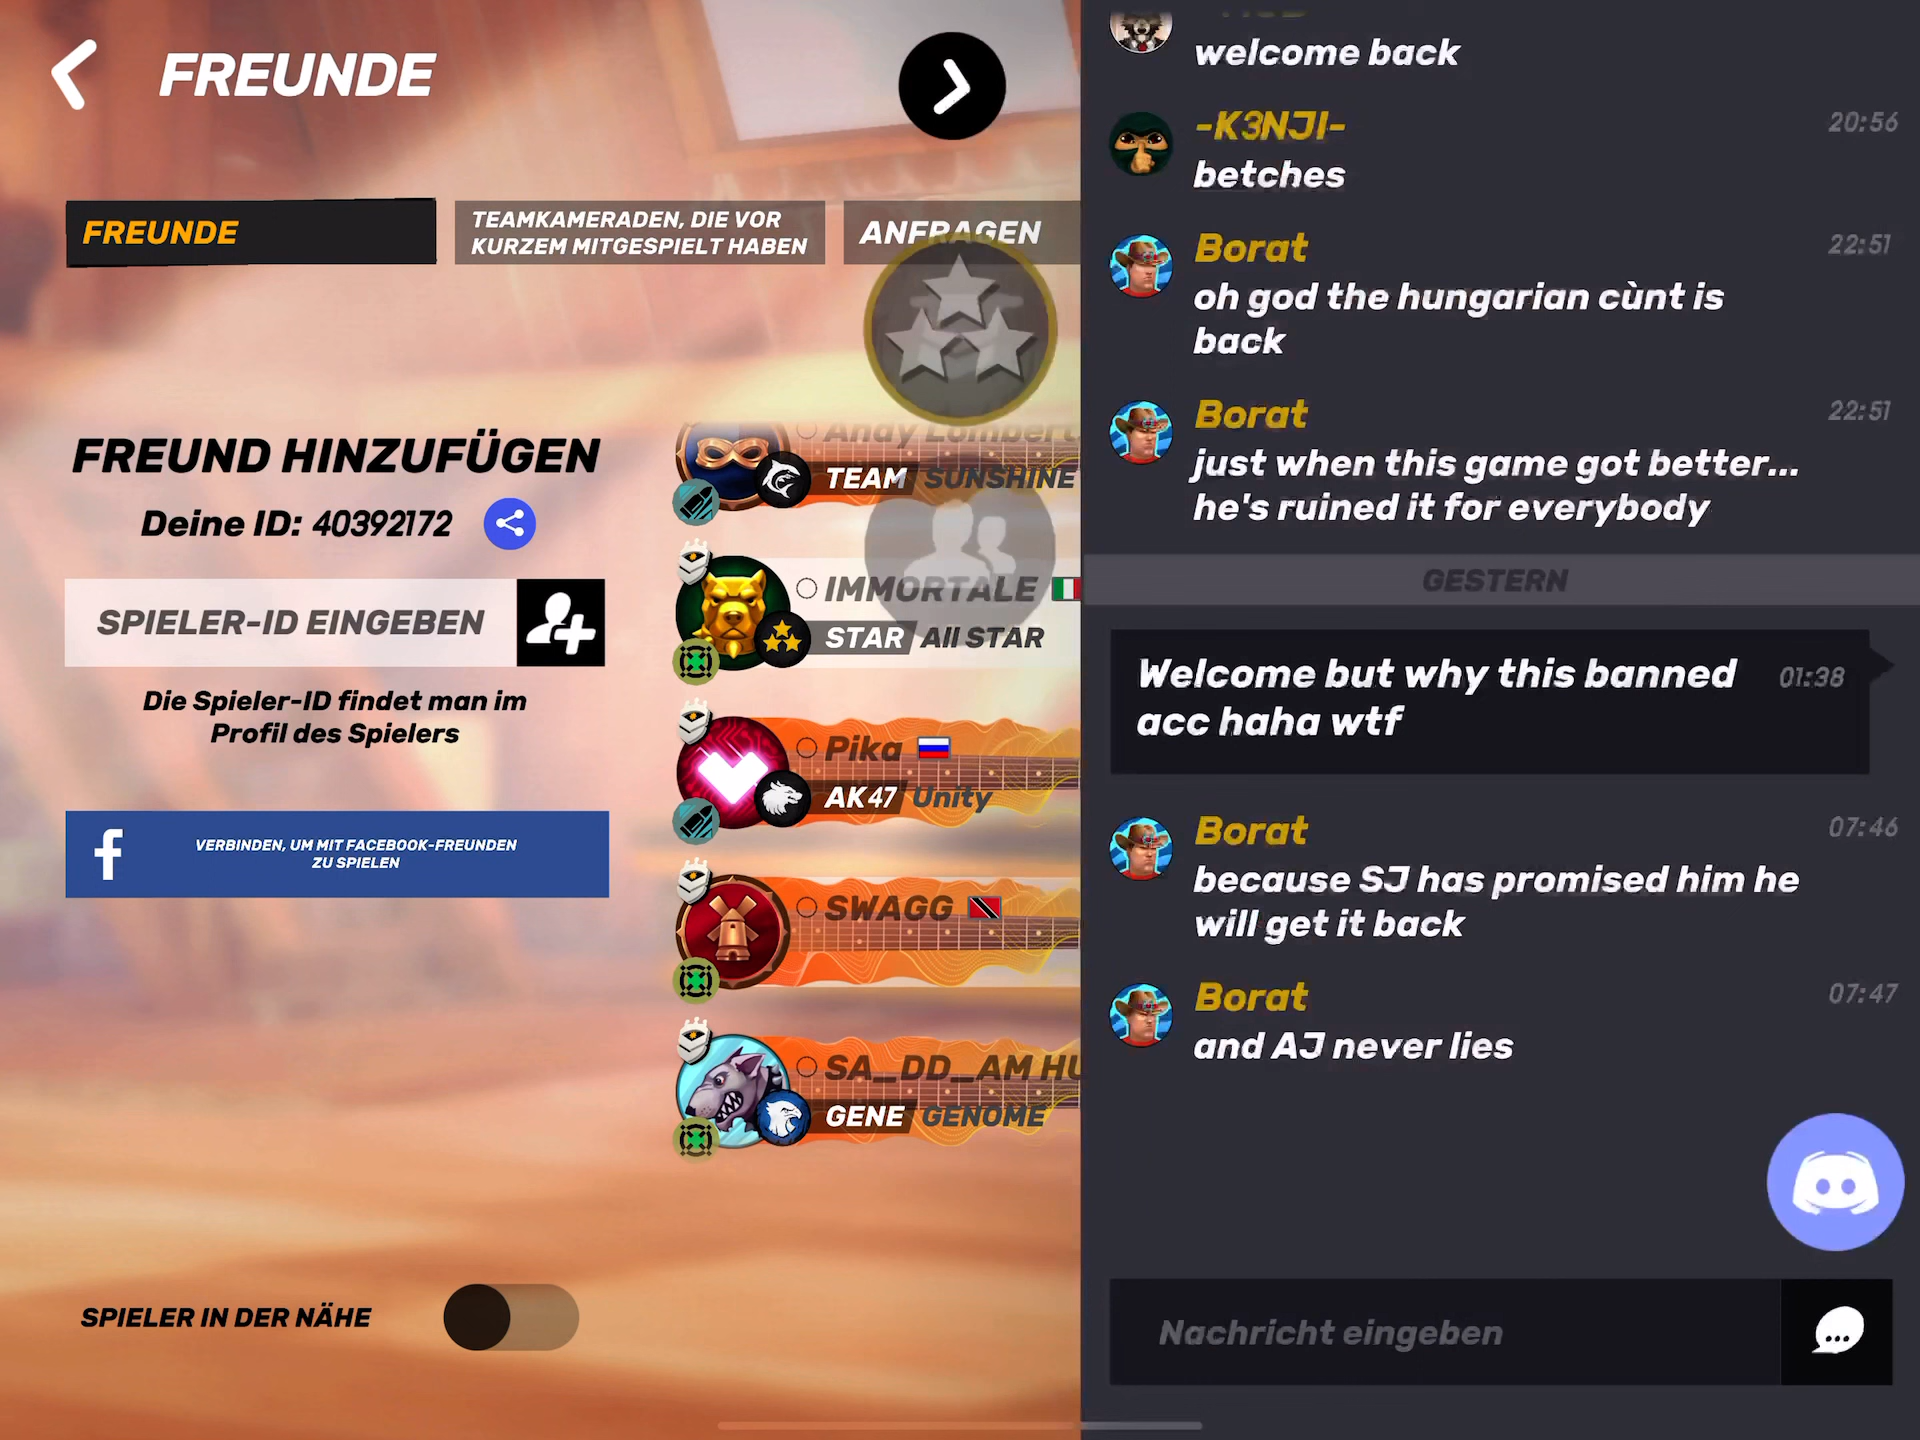 FREUNDE
FREUNDE
TEAMKAMERADEN, DIE VOR
KURZEM MITGESPIELT HABEN
ANFRAGEN
FREUND HINZUFÜGEN
Deine ID: 40392172
SPIELER-ID EINGEBEN
Die Spieler-ID findet man im
Profil des Spielers
f
VERBINDEN, UM MIT FACEBOOK-FREUNDEN
ZU SPIELEN
SPIELER IN DER NÄHE
Andy Lombert
TEAM SUNSHINE
IMMORTALE
STAR All STAR
Pika
AK47 Unity
SWAGG
SA_DD_AM HU
GENE GENOME
welcome back
-K3NJI- 20:56
betches
Borat 22:51
oh god the hungarian cùnt is
back
Borat 22:51
just when this game got better...
he's ruined it for everybody
GESTERN
Welcome but why this banned 01:38
acc haha wtf
Borat 07:46
because SJ has promised him he
will get it back
Borat 07:47
and AJ never lies
Nachricht eingeben